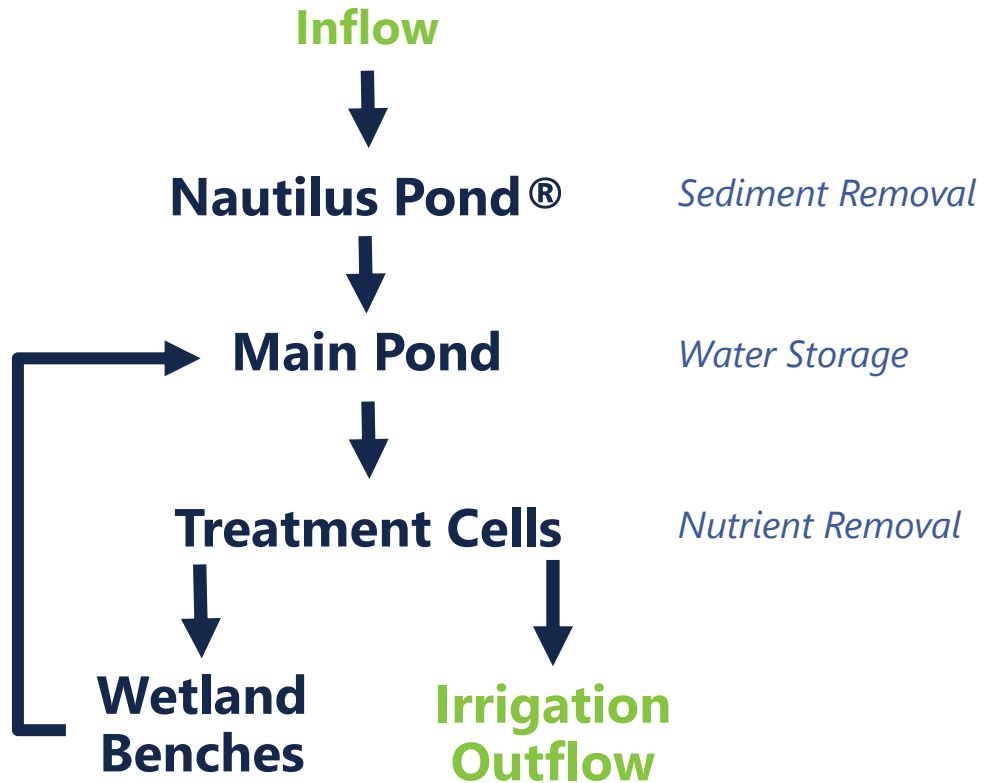 Inflow
Nautilus Pond®
Sediment Removal
Main Pond
Water Storage
Treatment Cells
Nutrient Removal
Wetland
Benches
Irrigation
Outflow